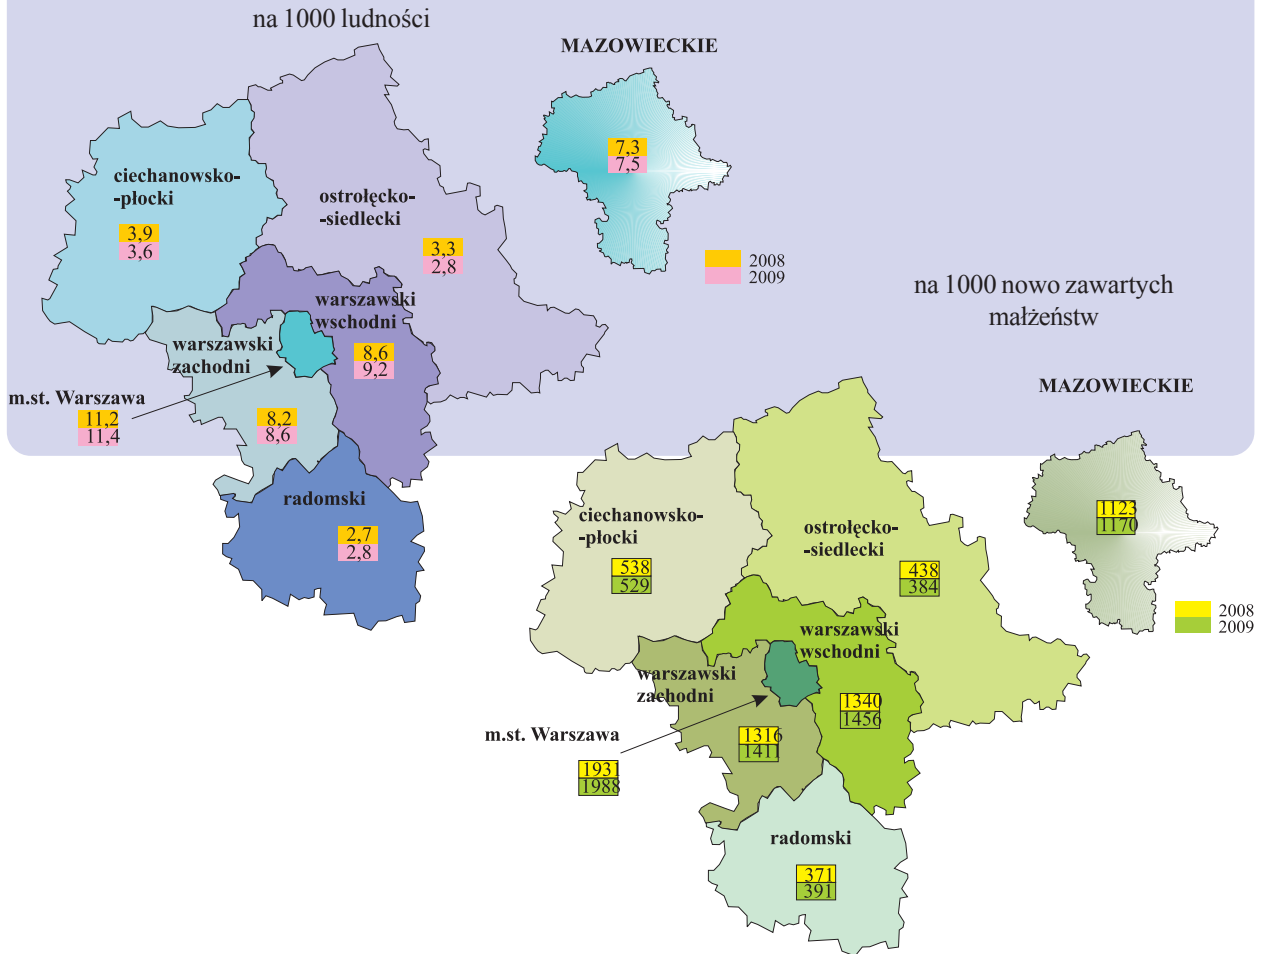 na 1000 ludności
MAZOWIECKIE
7,3
7,5
ciechanowsko-
-płocki
3,9
3,6
ostrołęcko-
-siedlecki
3,3
2,8
2008
2009
warszawski
wschodni
8,6
9,2
warszawski
zachodni
8,2
8,6
m.st. Warszawa
11,2
11,4
radomski
2,7
2,8
na 1000 nowo zawartych
małżeństw
MAZOWIECKIE
1123
1170
ciechanowsko-
-płocki
538
529
ostrołęcko-
-siedlecki
438
384
2008
2009
warszawski
wschodni
1340
1456
warszawski
zachodni
1316
1411
m.st. Warszawa
1931
1988
radomski
371
391